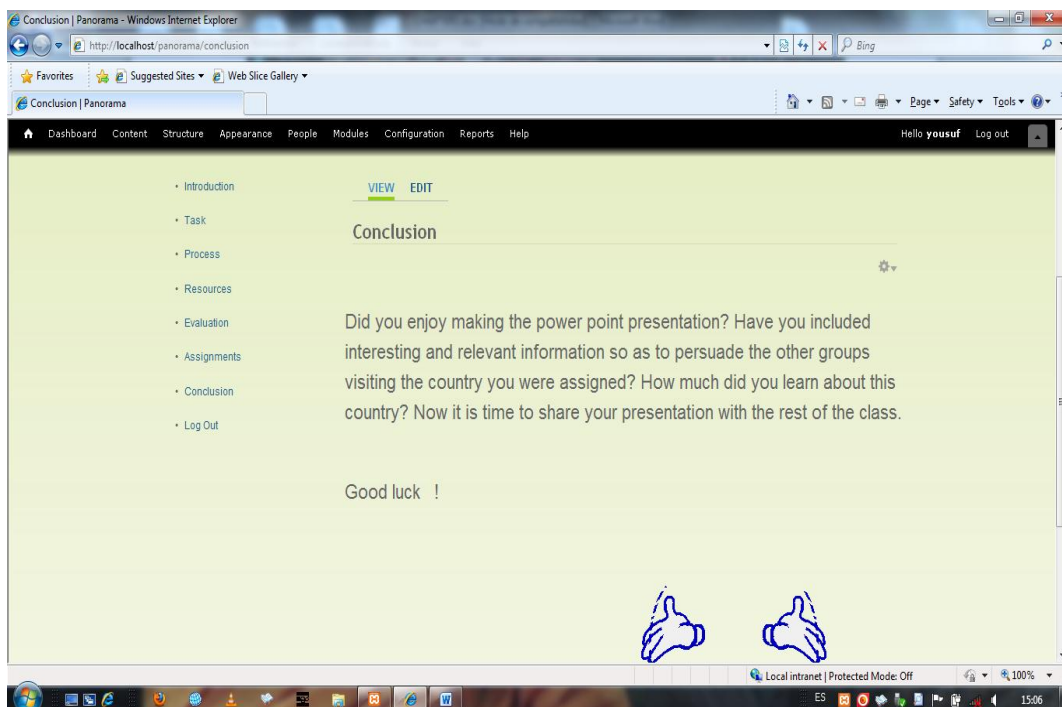 Conclusion | Panorama - Windows Internet Explorer
http://localhost/panorama/conclusion
Bing
Favorites Suggested Sites Web Slice Gallery
Conclusion | Panorama
Page Safety Tools
Dashboard Content Structure Appearance People Modules Configuration Reports Help Hello yousuf Log out
• Introduction
• Task
• Process
• Resources
• Evaluation
• Assignments
• Conclusion
• Log Out
VIEW EDIT
Conclusion
Did you enjoy making the power point presentation? Have you included
interesting and relevant information so as to persuade the other groups
visiting the country you were assigned? How much did you learn about this
country? Now it is time to share your presentation with the rest of the class.
Good luck !
Local intranet | Protected Mode: Off 100%
ES 15:06